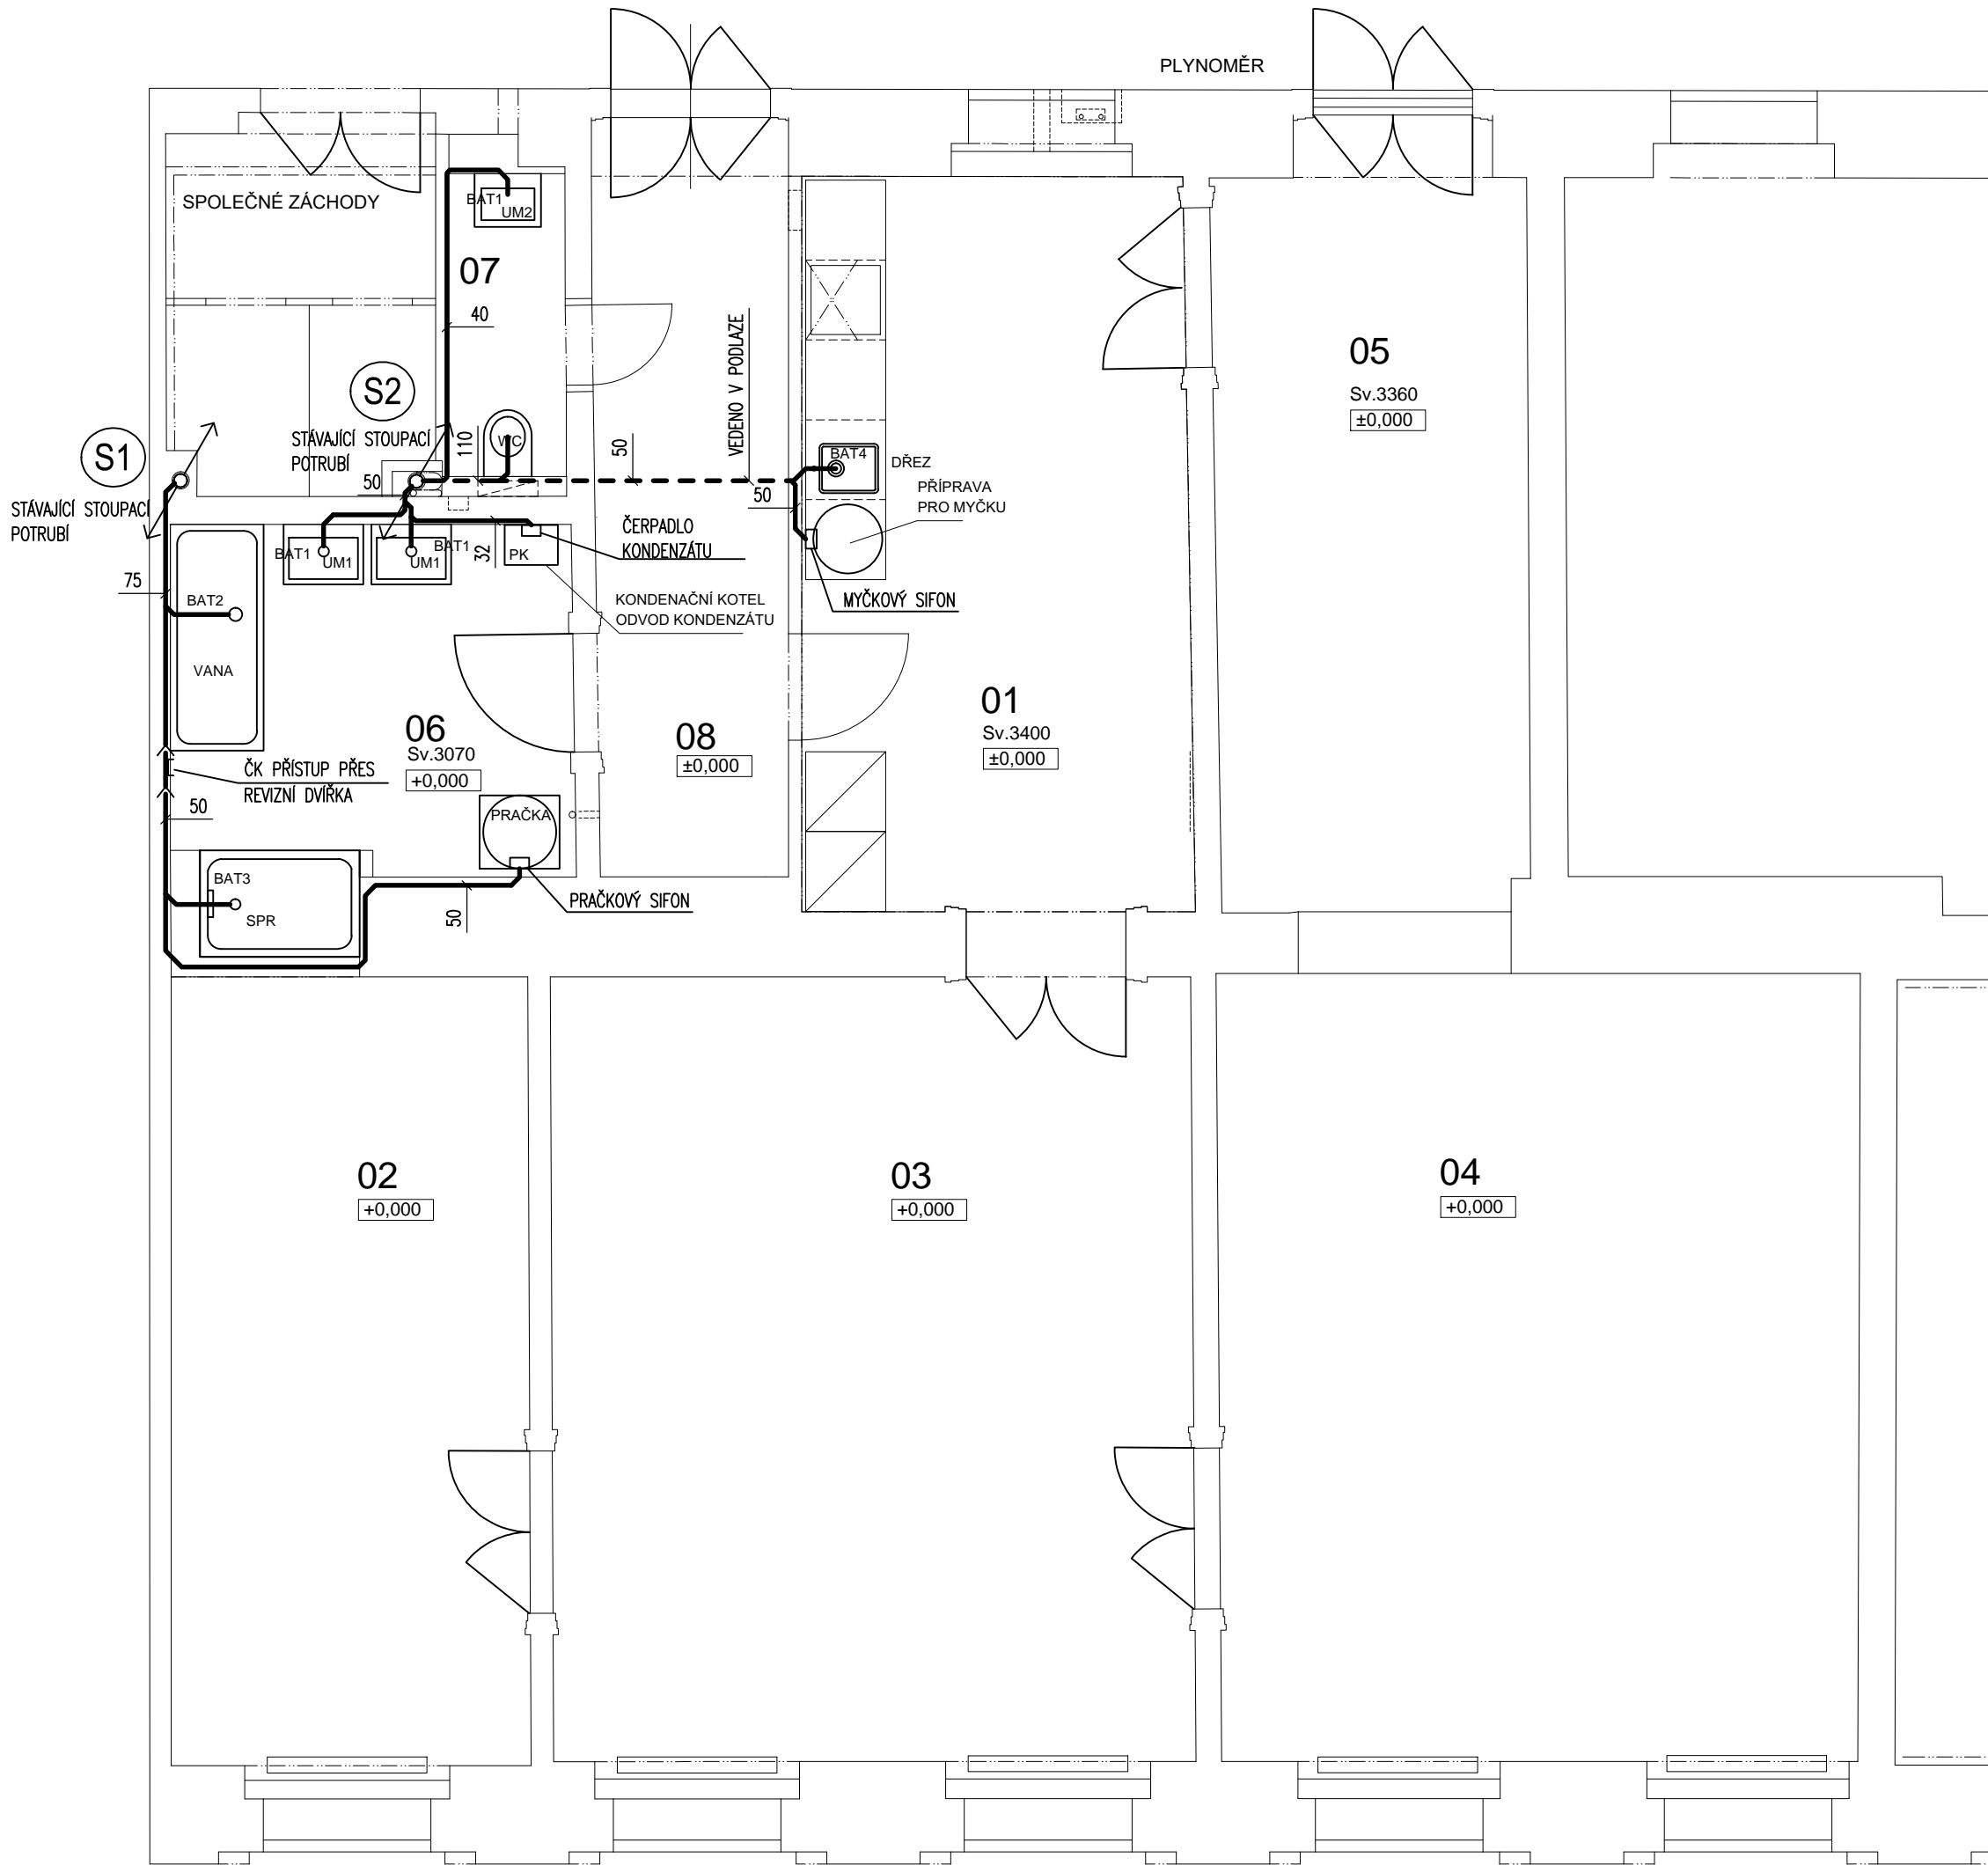 PLYNOMĚR
SPOLEČNÉ ZÁCHODY
BAT1
UM2
07
40
VEDENO V PODLAZE
05
Sv.3360
±0,000
S2
STÁVAJÍCÍ STOUPACÍ
POTRUBÍ
110
WC
50
S1
STÁVAJÍCÍ STOUPACÍ
POTRUBÍ
50
50
BAT4
DŘEZ
PŘÍPRAVA
PRO MYČKU
ČERPADLO
KONDENZÁTU
BAT1
UM1
BAT1
UM1
32
PK
75
BAT2
VANA
KONDENAČNÍ KOTEL
ODVOD KONDENZÁTU
MYČKOVÝ SIFON
06
Sv.3070
+0,000
08
±0,000
01
Sv.3400
±0,000
ČK PŘÍSTUP PŘES
REVIZNÍ DVÍŘKA
50
PRAČKA
BAT3
SPR
50
PRAČKOVÝ SIFON
02
+0,000
03
+0,000
04
+0,000